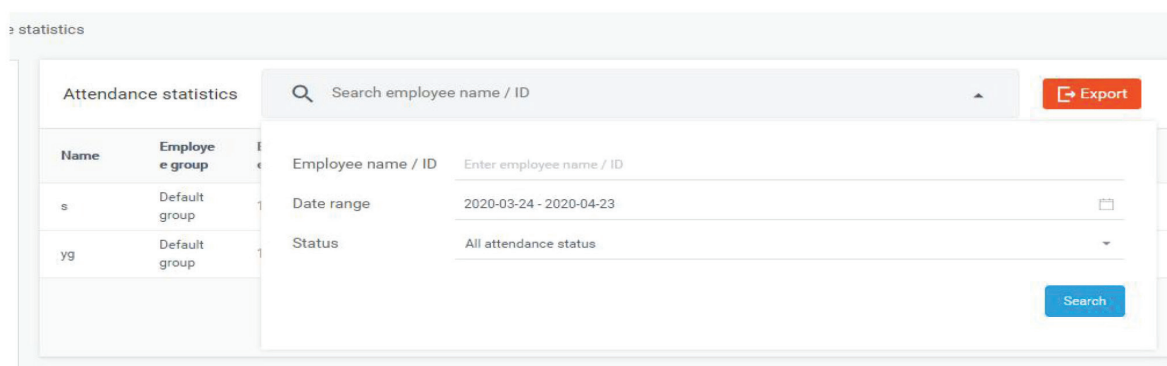 e statistics
Attendance statistics
Search employee name / ID
Export
Name
Employe
e group
Employee name / ID
Enter employee name / ID
s
Default
group
Date range
2020-03-24 - 2020-04-23
Status
All attendance status
yg
Default
group
Search